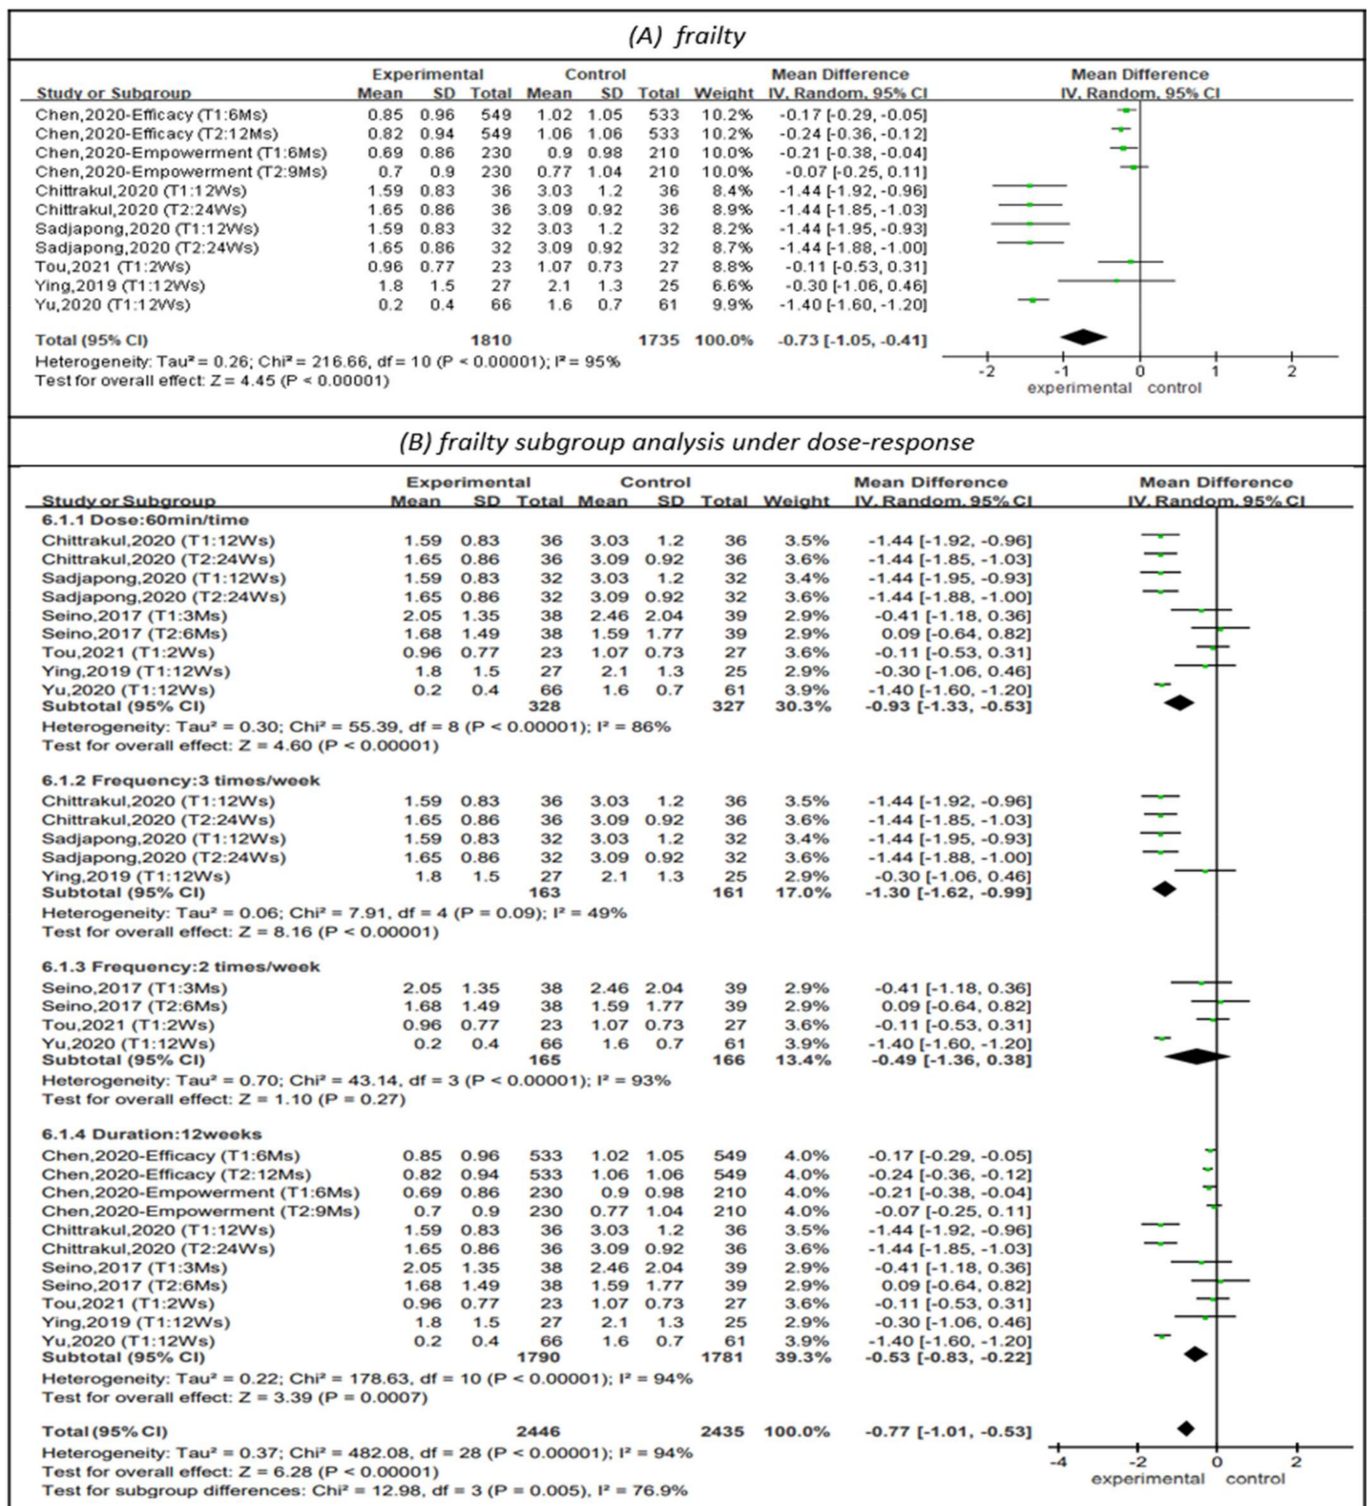 (A) frailty
Experimental Control Mean Difference Mean Difference
Study or Subgroup Mean SD Total Mean SD Total Weight IV, Random, 95% CI IV, Random, 95% CI
Chen,2020-Efficacy (T1:6Ms) 0.85 0.96 549 1.02 1.05 533 10.2% -0.17 [-0.29, -0.05]
Chen,2020-Efficacy (T2:12Ms) 0.82 0.94 549 1.06 1.06 533 10.2% -0.24 [-0.36, -0.12]
Chen,2020-Empowerment (T1:6Ms) 0.69 0.86 230 0.9 0.98 210 10.0% -0.21 [-0.38, -0.04]
Chen,2020-Empowerment (T2:9Ms) 0.7 0.9 230 0.77 1.04 210 10.0% -0.07 [-0.25, 0.11]
Chittrakul,2020 (T1:12Ws) 1.59 0.83 36 3.03 1.2 36 8.4% -1.44 [-1.92, -0.96]
Chittrakul,2020 (T2:24Ws) 1.65 0.86 36 3.09 0.92 36 8.9% -1.44 [-1.85, -1.03]
Sadjapong,2020 (T1:12Ws) 1.59 0.83 32 3.03 1.2 32 8.2% -1.44 [-1.95, -0.93]
Sadjapong,2020 (T2:24Ws) 1.65 0.86 32 3.09 0.92 32 8.7% -1.44 [-1.88, -1.00]
Tou,2021 (T1:2Ws) 0.96 0.77 23 1.07 0.73 27 8.8% -0.11 [-0.53, 0.31]
Ying,2019 (T1:12Ws) 1.8 1.5 27 2.1 1.3 25 6.6% -0.30 [-1.06, 0.46]
Yu,2020 (T1:12Ws) 0.2 0.4 66 1.6 0.7 61 9.9% -1.40 [-1.60, -1.20]
Total (95% CI) 1810 1735 100.0% -0.73 [-1.05, -0.41]
Heterogeneity: Tau² = 0.26; Chi² = 216.66, df = 10 (P < 0.00001); I² = 95%
Test for overall effect: Z = 4.45 (P < 0.00001)
-2 -1 0 1 2
experimental control
(B) frailty subgroup analysis under dose-response
Experimental Control Mean Difference Mean Difference
Study or Subgroup Mean SD Total Mean SD Total Weight IV, Random, 95% CI IV, Random, 95% CI
6.1.1 Dose:60min/time
Chittrakul,2020 (T1:12Ws) 1.59 0.83 36 3.03 1.2 36 3.5% -1.44 [-1.92, -0.96]
Chittrakul,2020 (T2:24Ws) 1.65 0.86 36 3.09 0.92 36 3.6% -1.44 [-1.85, -1.03]
Sadjapong,2020 (T1:12Ws) 1.59 0.83 32 3.03 1.2 32 3.4% -1.44 [-1.95, -0.93]
Sadjapong,2020 (T2:24Ws) 1.65 0.86 32 3.09 0.92 32 3.6% -1.44 [-1.88, -1.00]
Seino,2017 (T1:3Ms) 2.05 1.35 38 2.46 2.04 39 2.9% -0.41 [-1.18, 0.36]
Seino,2017 (T2:6Ms) 1.68 1.49 38 1.59 1.77 39 2.9% 0.09 [-0.64, 0.82]
Tou,2021 (T1:2Ws) 0.96 0.77 23 1.07 0.73 27 3.6% -0.11 [-0.53, 0.31]
Ying,2019 (T1:12Ws) 1.8 1.5 27 2.1 1.3 25 2.9% -0.30 [-1.06, 0.46]
Yu,2020 (T1:12Ws) 0.2 0.4 66 1.6 0.7 61 3.9% -1.40 [-1.60, -1.20]
Subtotal (95% CI) 328 327 30.3% -0.93 [-1.33, -0.53]
Heterogeneity: Tau² = 0.30; Chi² = 55.39, df = 8 (P < 0.00001); I² = 86%
Test for overall effect: Z = 4.60 (P < 0.00001)
6.1.2 Frequency:3 times/week
Chittrakul,2020 (T1:12Ws) 1.59 0.83 36 3.03 1.2 36 3.5% -1.44 [-1.92, -0.96]
Chittrakul,2020 (T2:24Ws) 1.65 0.86 36 3.09 0.92 36 3.6% -1.44 [-1.85, -1.03]
Sadjapong,2020 (T1:12Ws) 1.59 0.83 32 3.03 1.2 32 3.4% -1.44 [-1.95, -0.93]
Sadjapong,2020 (T2:24Ws) 1.65 0.86 32 3.09 0.92 32 3.6% -1.44 [-1.88, -1.00]
Ying,2019 (T1:12Ws) 1.8 1.5 27 2.1 1.3 25 2.9% -0.30 [-1.06, 0.46]
Subtotal (95% CI) 163 161 17.0% -1.30 [-1.62, -0.99]
Heterogeneity: Tau² = 0.06; Chi² = 7.91, df = 4 (P = 0.09); I² = 49%
Test for overall effect: Z = 8.16 (P < 0.00001)
6.1.3 Frequency:2 times/week
Seino,2017 (T1:3Ms) 2.05 1.35 38 2.46 2.04 39 2.9% -0.41 [-1.18, 0.36]
Seino,2017 (T2:6Ms) 1.68 1.49 38 1.59 1.77 39 2.9% 0.09 [-0.64, 0.82]
Tou,2021 (T1:2Ws) 0.96 0.77 23 1.07 0.73 27 3.6% -0.11 [-0.53, 0.31]
Yu,2020 (T1:12Ws) 0.2 0.4 66 1.6 0.7 61 3.9% -1.40 [-1.60, -1.20]
Subtotal (95% CI) 165 166 13.4% -0.49 [-1.36, 0.38]
Heterogeneity: Tau² = 0.70; Chi² = 43.14, df = 3 (P < 0.00001); I² = 93%
Test for overall effect: Z = 1.10 (P = 0.27)
6.1.4 Duration:12weeks
Chen,2020-Efficacy (T1:6Ms) 0.85 0.96 533 1.02 1.05 549 4.0% -0.17 [-0.29, -0.05]
Chen,2020-Efficacy (T2:12Ms) 0.82 0.94 533 1.06 1.06 549 4.0% -0.24 [-0.36, -0.12]
Chen,2020-Empowerment (T1:6Ms) 0.69 0.86 230 0.9 0.98 210 4.0% -0.21 [-0.38, -0.04]
Chen,2020-Empowerment (T2:9Ms) 0.7 0.9 230 0.77 1.04 210 4.0% -0.07 [-0.25, 0.11]
Chittrakul,2020 (T1:12Ws) 1.59 0.83 36 3.03 1.2 36 3.5% -1.44 [-1.92, -0.96]
Chittrakul,2020 (T2:24Ws) 1.65 0.86 36 3.09 0.92 36 3.6% -1.44 [-1.85, -1.03]
Seino,2017 (T1:3Ms) 2.05 1.35 38 2.46 2.04 39 2.9% -0.41 [-1.18, 0.36]
Seino,2017 (T2:6Ms) 1.68 1.49 38 1.59 1.77 39 2.9% 0.09 [-0.64, 0.82]
Tou,2021 (T1:2Ws) 0.96 0.77 23 1.07 0.73 27 3.6% -0.11 [-0.53, 0.31]
Ying,2019 (T1:12Ws) 1.8 1.5 27 2.1 1.3 25 2.9% -0.30 [-1.06, 0.46]
Yu,2020 (T1:12Ws) 0.2 0.4 66 1.6 0.7 61 3.9% -1.40 [-1.60, -1.20]
Subtotal (95% CI) 1790 1781 39.3% -0.53 [-0.83, -0.22]
Heterogeneity: Tau² = 0.22; Chi² = 178.63, df = 10 (P < 0.00001); I² = 94%
Test for overall effect: Z = 3.39 (P = 0.0007)
Total (95% CI) 2446 2435 100.0% -0.77 [-1.01, -0.53]
Heterogeneity: Tau² = 0.37; Chi² = 482.08, df = 28 (P < 0.00001); I² = 94%
Test for overall effect: Z = 6.28 (P < 0.00001)
Test for subgroup differences: Chi² = 12.98, df = 3 (P = 0.005), I² = 76.9%
-4 -2 0 2
experimental control